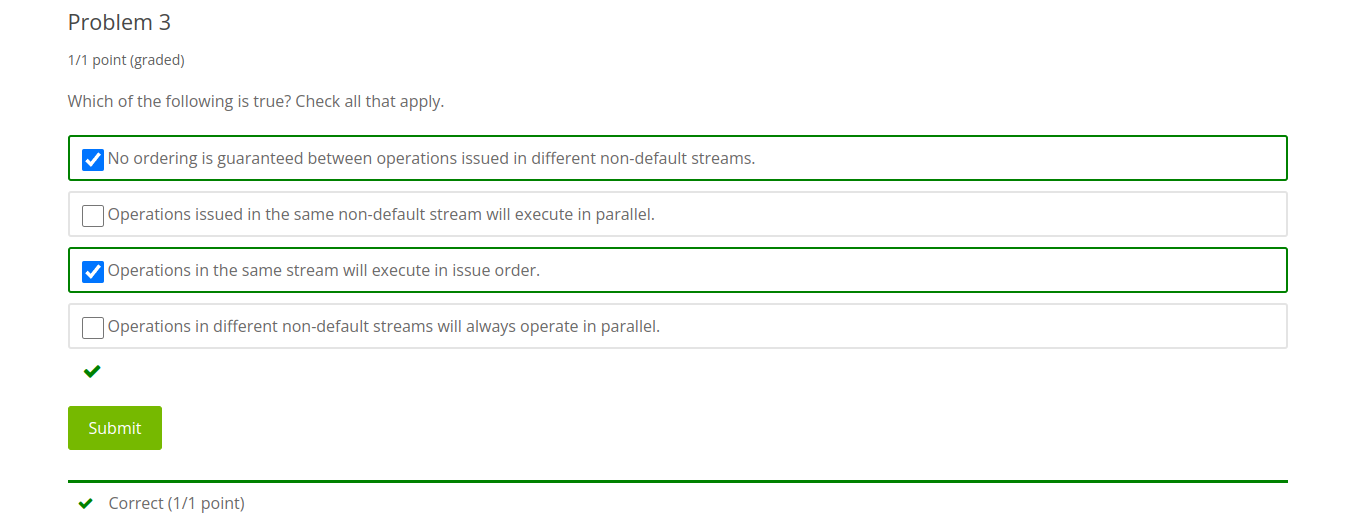 Problem 3
1/1 point (graded)
Which of the following is true? Check all that apply.
No ordering is guaranteed between operations issued in different non-default streams.
Operations issued in the same non-default stream will execute in parallel.
Operations in the same stream will execute in issue order.
Operations in different non-default streams will always operate in parallel.
Submit
Correct (1/1 point)